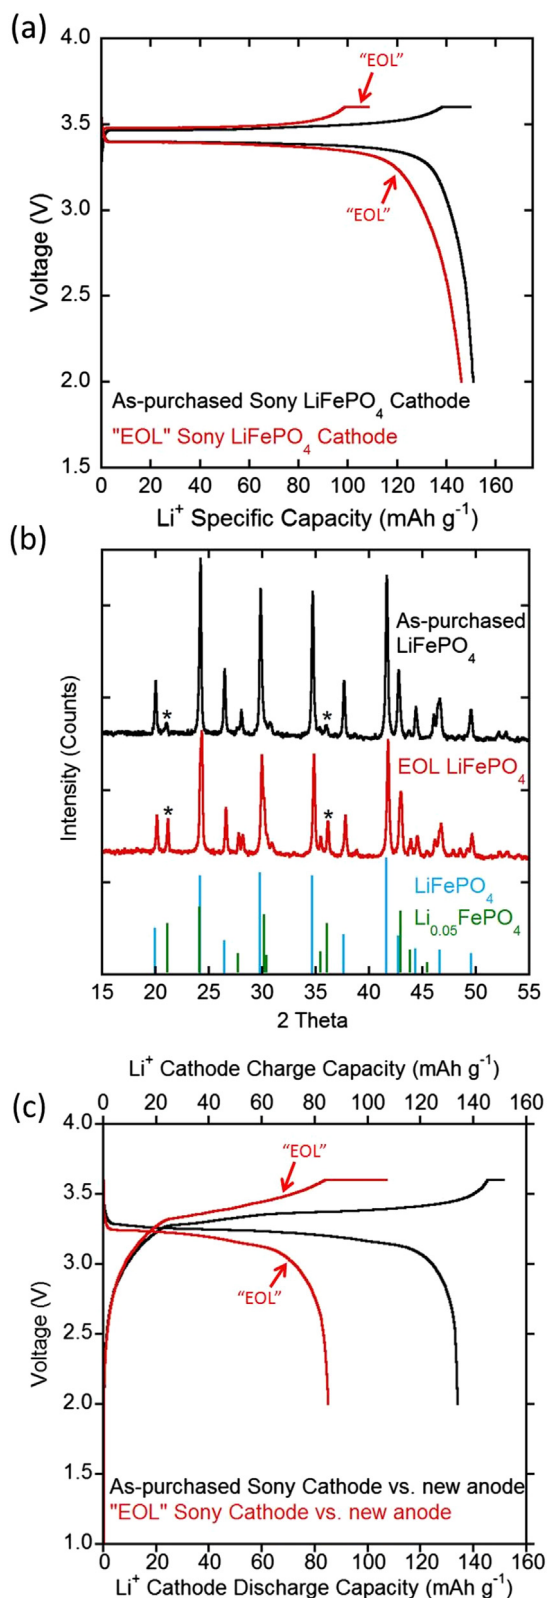 (a)
4.0
3.5
3.0
2.5
2.0
1.5
Voltage (V)
“EOL”
“EOL”
As-purchased Sony LiFePO4 Cathode
"EOL" Sony LiFePO4 Cathode
0 20 40 60 80 100 120 140 160
Li+ Specific Capacity (mAh g-1)
(b)
Intensity (Counts)
As-purchased
LiFePO4
* *
EOL LiFePO4
* *
LiFePO4
Li0.05FePO4
15 20 25 30 35 40 45 50 55
2 Theta
Li+ Cathode Charge Capacity (mAh g-1)
(c)
0 20 40 60 80 100 120 140 160
4.0
3.5
3.0
2.5
2.0
1.5
1.0
Voltage (V)
“EOL”
“EOL”
As-purchased Sony Cathode vs. new anode
"EOL" Sony Cathode vs. new anode
0 20 40 60 80 100 120 140 160
Li+ Cathode Discharge Capacity (mAh g-1)